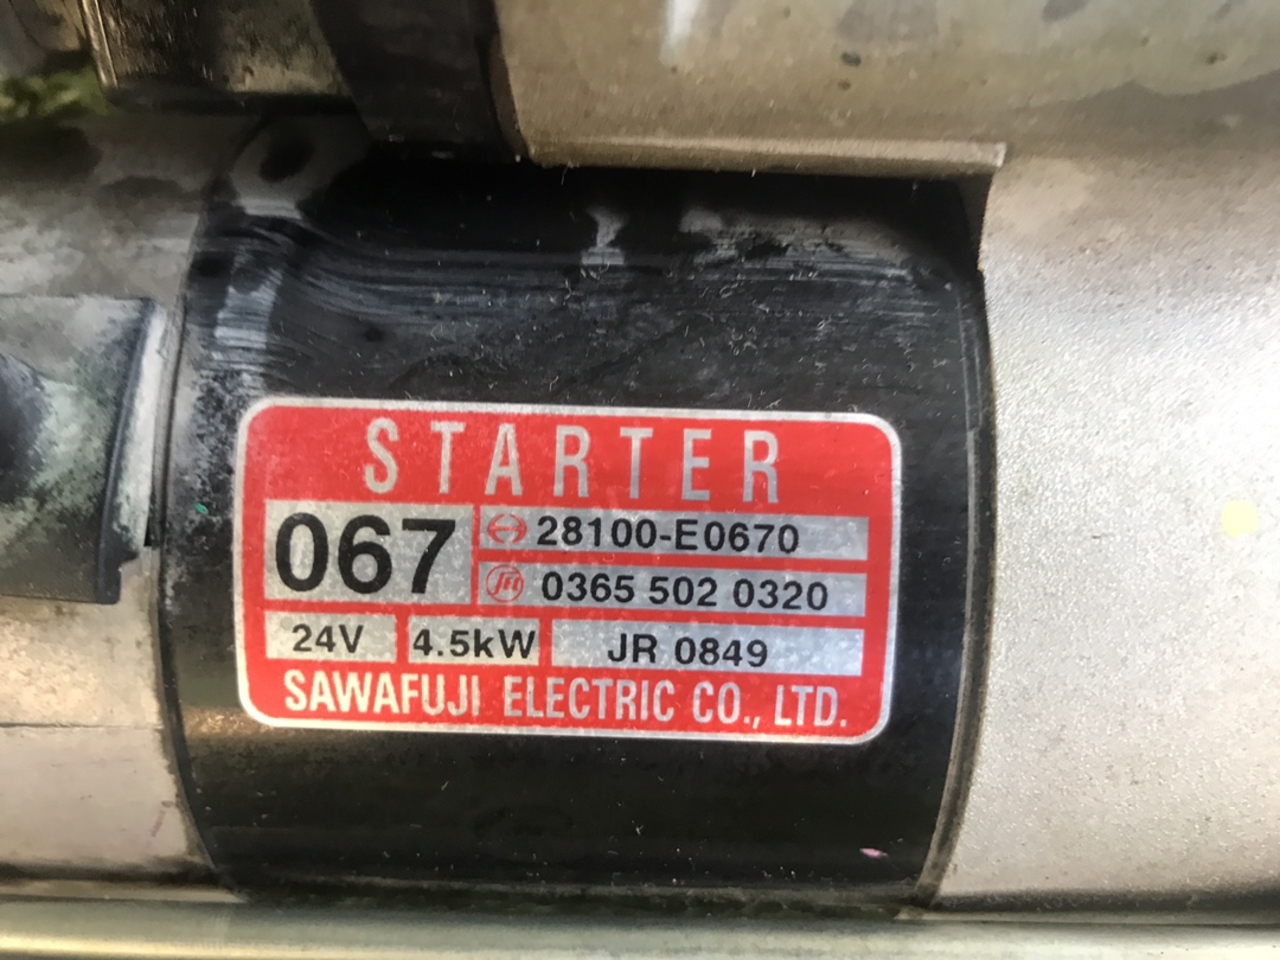 STARTER
067
28100-E0670
0365 502 0320
24V 4.5kW JR 0849
SAWAFUJI ELECTRIC CO., LTD.